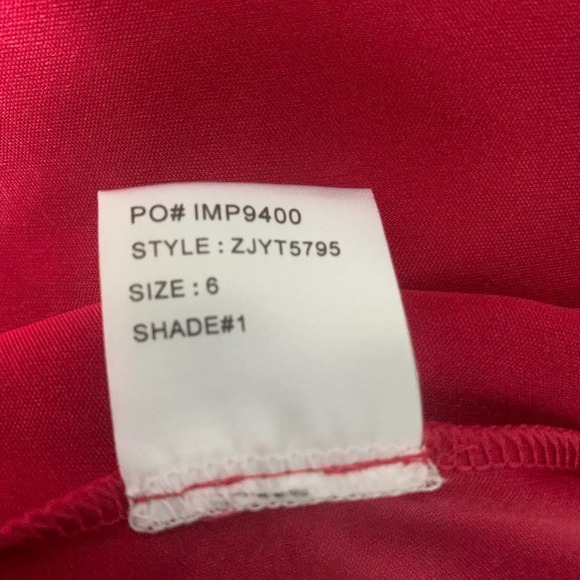 PO# IMP9400
STYLE : ZJYT5795
SIZE : 6
SHADE#1